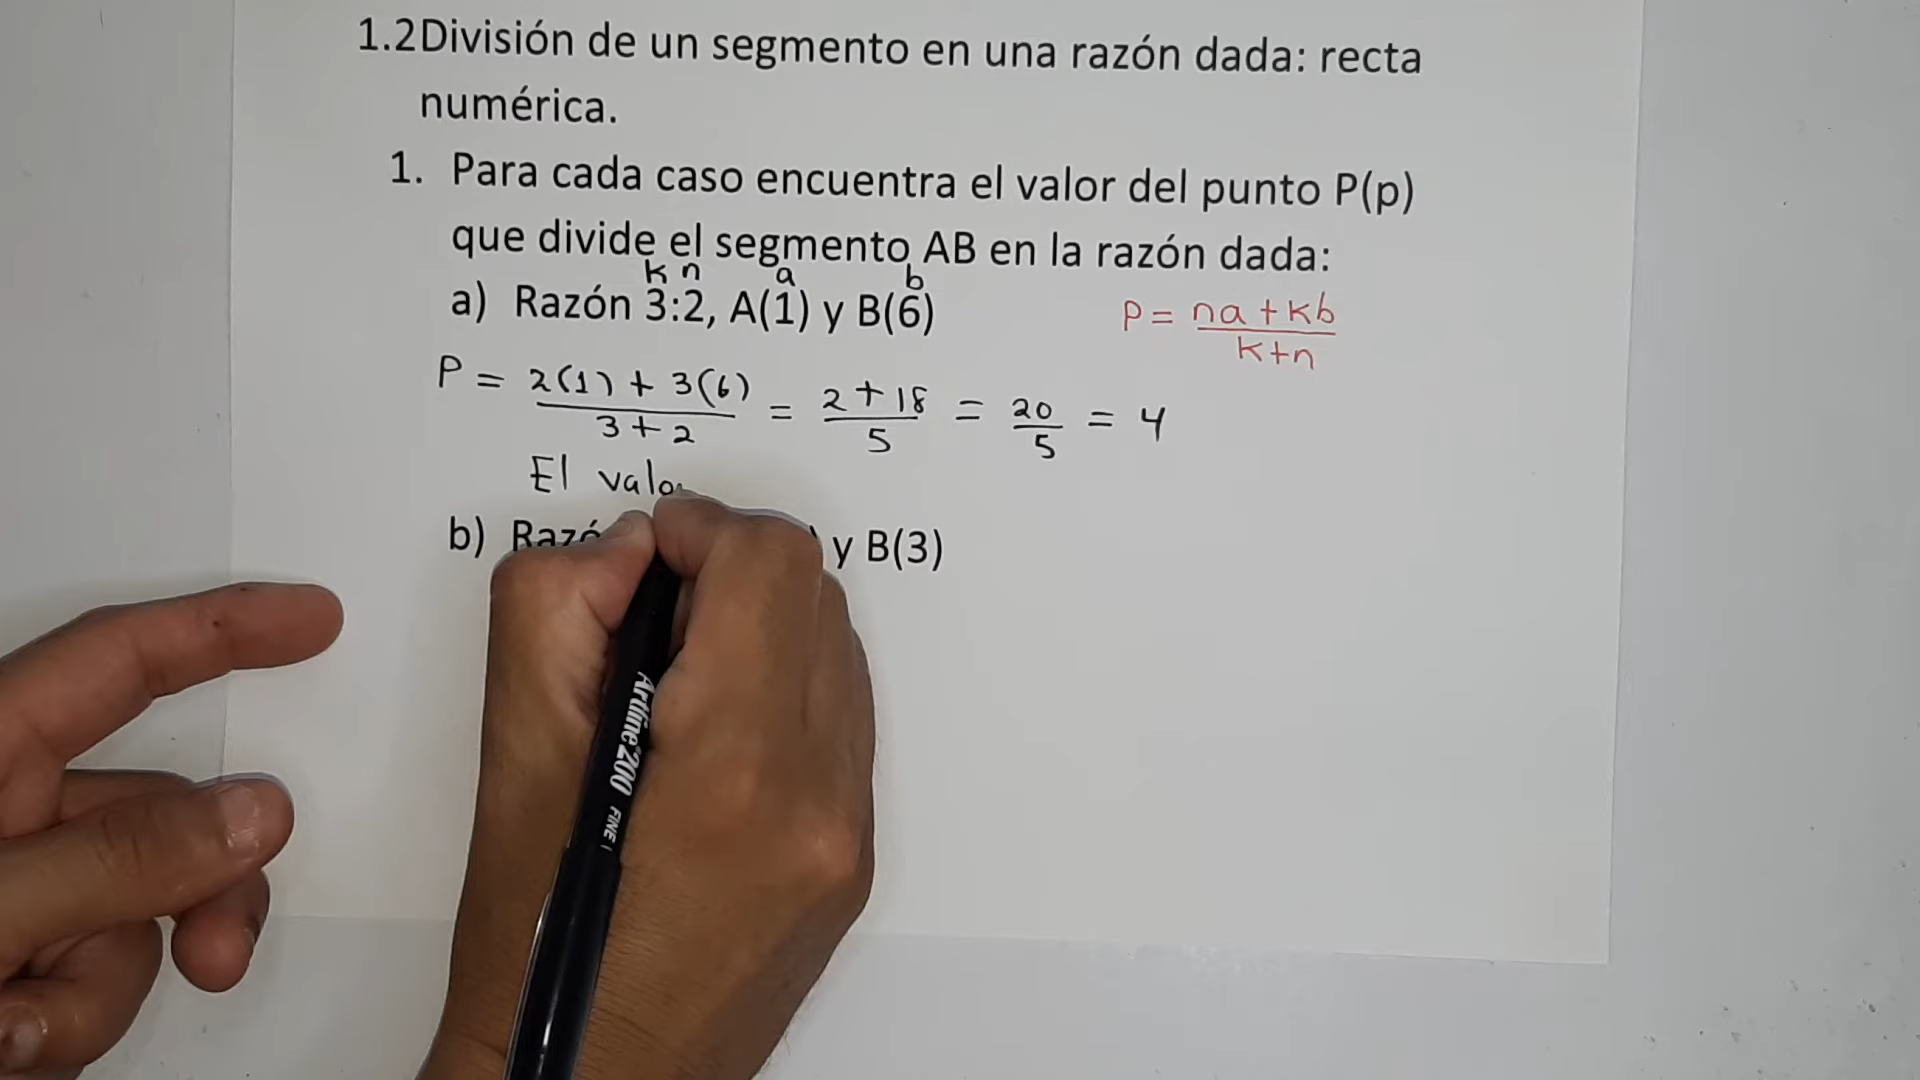 1.2 División de un segmento en una razón dada: recta
numérica.
1. Para cada caso encuentra el valor del punto P(p)
que divide el segmento AB en la razón dada:
k n a b
a) Razón 3:2, A(1) y B(6)
P = na + kb / k+n
P = 2(1) + 3(6) / 3 + 2 = 2 + 18 / 5 = 20 / 5 = 4
El valo
b) y B(3)
Artline 200 FINE